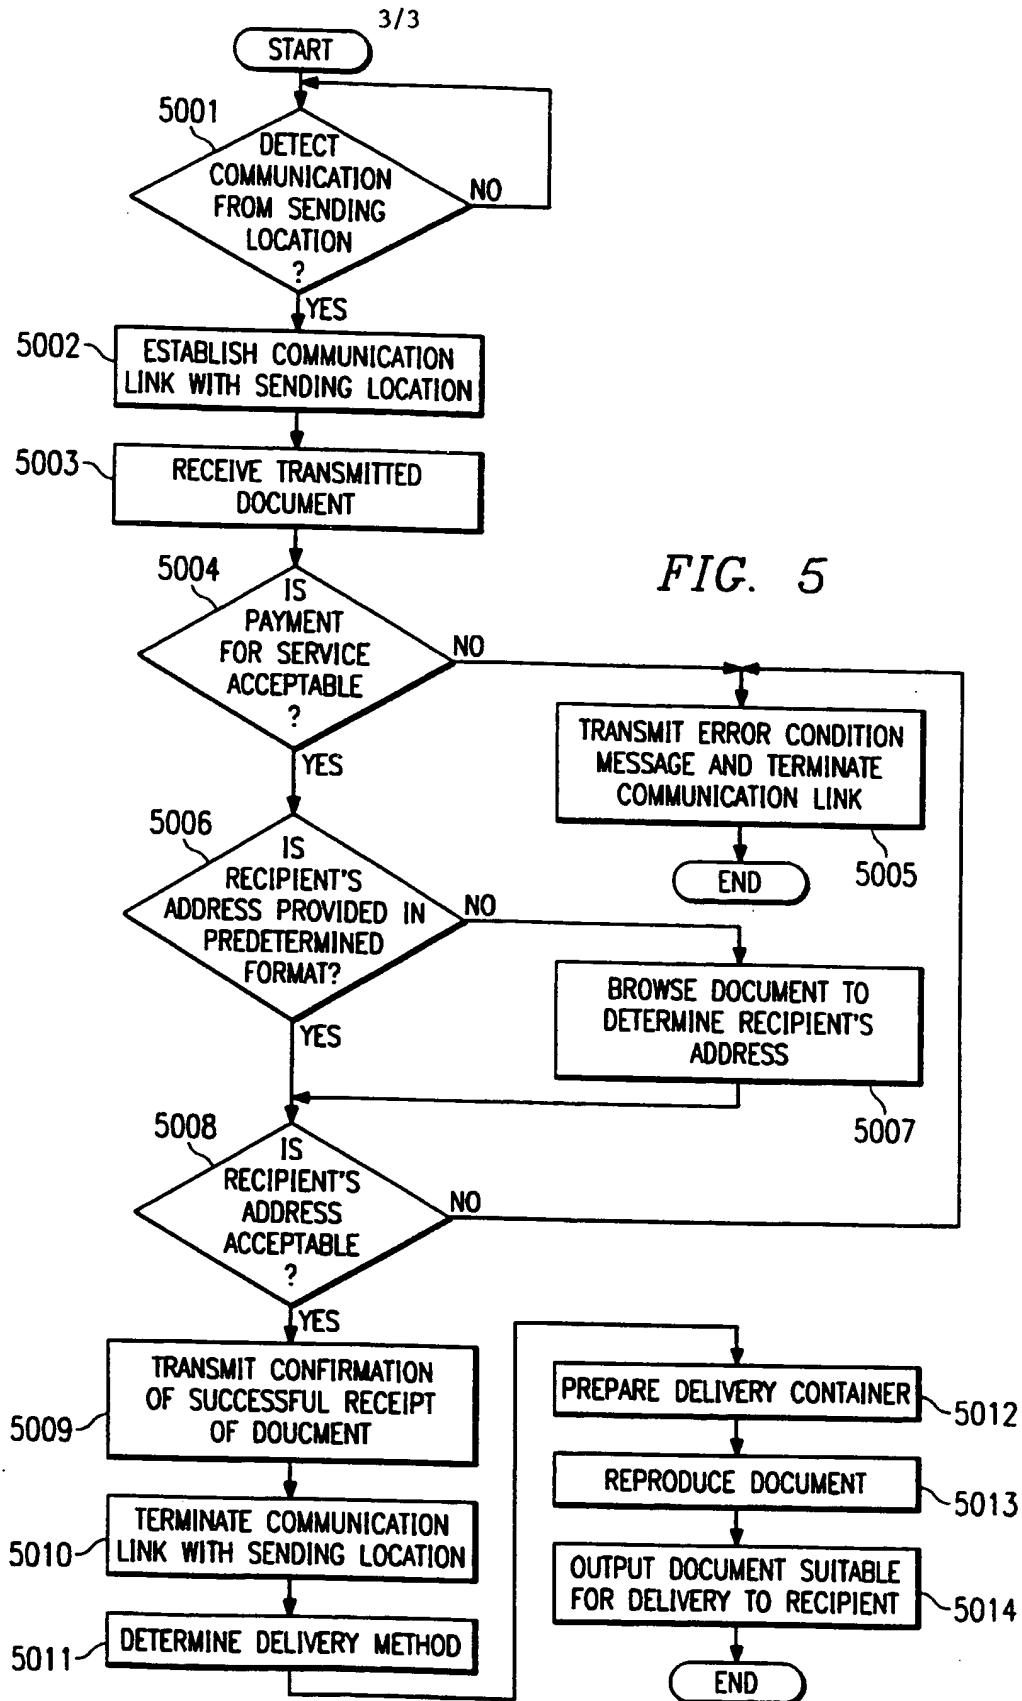 3/3
START
5001
DETECT
COMMUNICATION
FROM SENDING
LOCATION
?
NO
YES
5002
ESTABLISH COMMUNICATION
LINK WITH SENDING LOCATION
5003
RECEIVE TRANSMITTED
DOCUMENT
5004
IS
PAYMENT
FOR SERVICE
ACCEPTABLE
?
NO
YES
FIG. 5
TRANSMIT ERROR CONDITION
MESSAGE AND TERMINATE
COMMUNICATION LINK
5005
END
5006
IS
RECIPIENT'S
ADDRESS PROVIDED IN
PREDETERMINED
FORMAT?
NO
YES
BROWSE DOCUMENT TO
DETERMINE RECIPIENT'S
ADDRESS
5007
5008
IS
RECIPIENT'S
ADDRESS
ACCEPTABLE
?
NO
YES
5009
TRANSMIT CONFIRMATION
OF SUCCESSFUL RECEIPT
OF DOUCMENT
5010
TERMINATE COMMUNICATION
LINK WITH SENDING LOCATION
5011
DETERMINE DELIVERY METHOD
PREPARE DELIVERY CONTAINER
5012
REPRODUCE DOCUMENT
5013
OUTPUT DOCUMENT SUITABLE
FOR DELIVERY TO RECIPIENT
5014
END